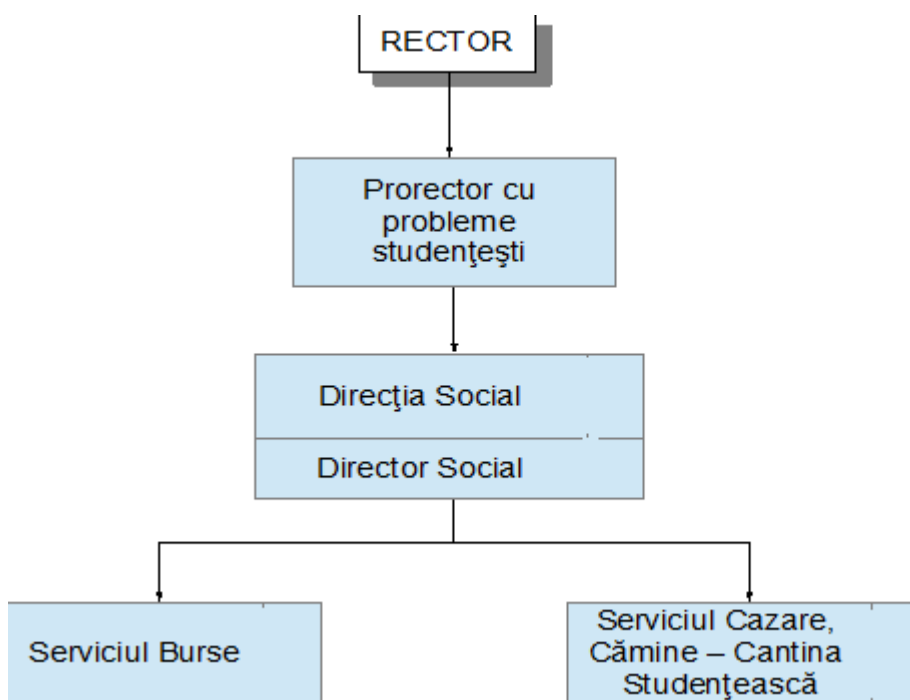 RECTOR
Prorector cu
probleme
studenţeşti
Direcţia Social
Director Social
Serviciul Burse
Serviciul Cazare,
Cămine – Cantina
Studenţească